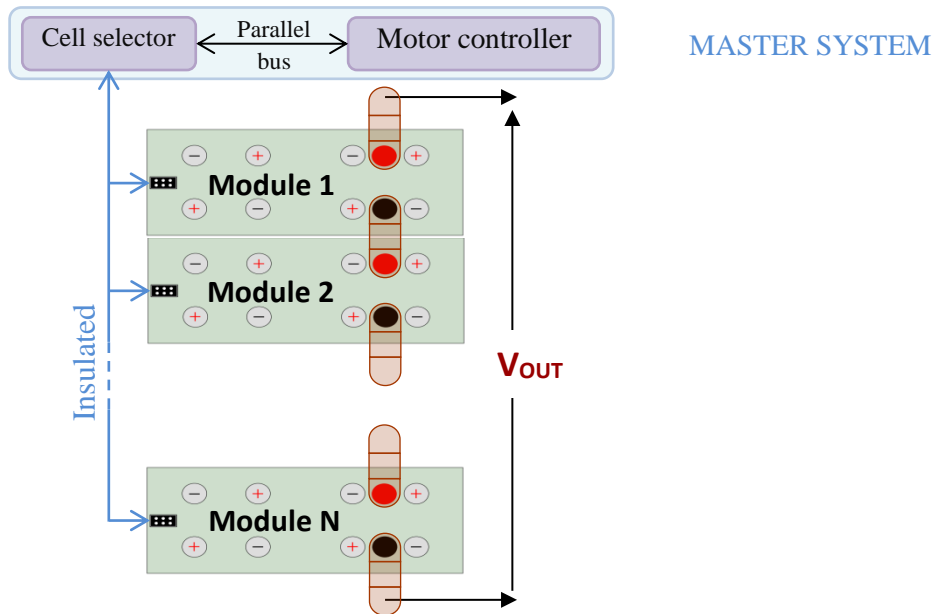 Cell selector
Parallel
bus
Motor controller
MASTER SYSTEM
− + − +
Module 1
+ − + −
− + − +
Module 2
+ − + −
Insulated
VOUT
− + − +
Module N
+ − + −